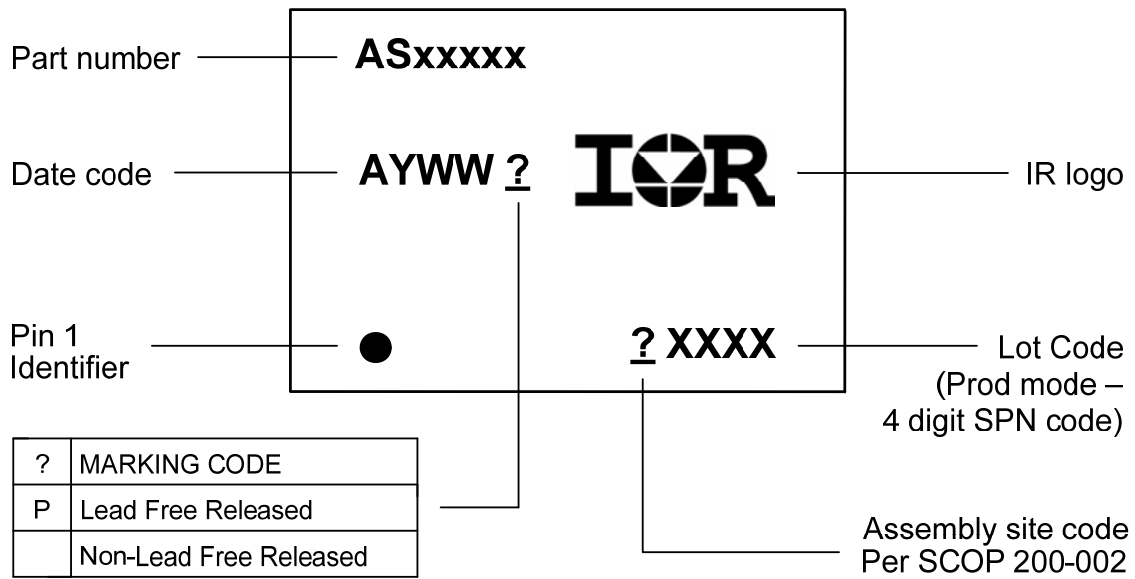 Part number
ASxxxxx
Date code
AYWW ?
IOR
IR logo
Pin 1
Identifier
? XXXX
Lot Code
(Prod mode –
4 digit SPN code)
? MARKING CODE
P Lead Free Released
Non-Lead Free Released
Assembly site code
Per SCOP 200-002